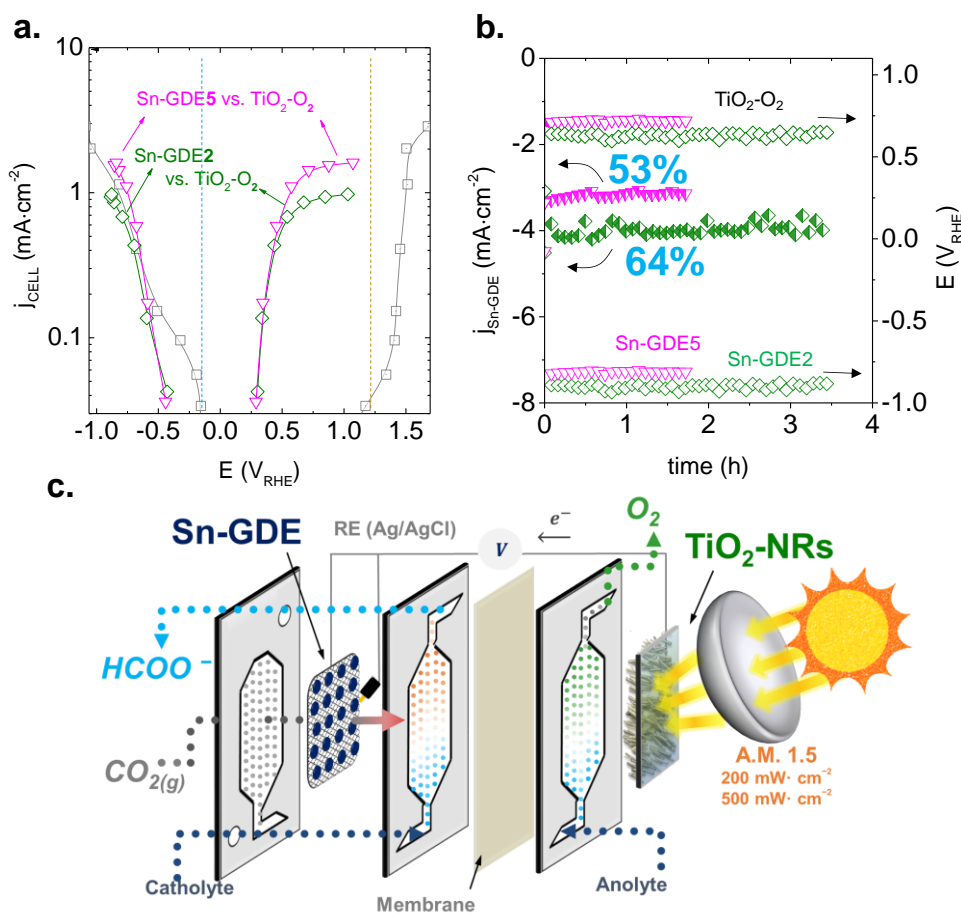 a.
10
1
0.1
j_CELL (mA·cm⁻²)
Sn-GDE5 vs. TiO₂-O₂
Sn-GDE2
vs. TiO₂-O₂
-1.0 -0.5 0.0 0.5 1.0 1.5
E (V_RHE)
b.
0
-2
-4
-6
-8
j_Sn-GDE (mA·cm⁻²)
TiO₂-O₂
53%
64%
Sn-GDE5
Sn-GDE2
1.0
0.5
0.0
-0.5
-1.0
E (V_RHE)
0 1 2 3 4
time (h)
c.
Sn-GDE
RE (Ag/AgCl)
V
e⁻
O₂
TiO₂-NRs
HCOO⁻
CO₂(g)
A.M. 1.5
200 mW· cm⁻²
500 mW· cm⁻²
Catholyte
Membrane
Anolyte